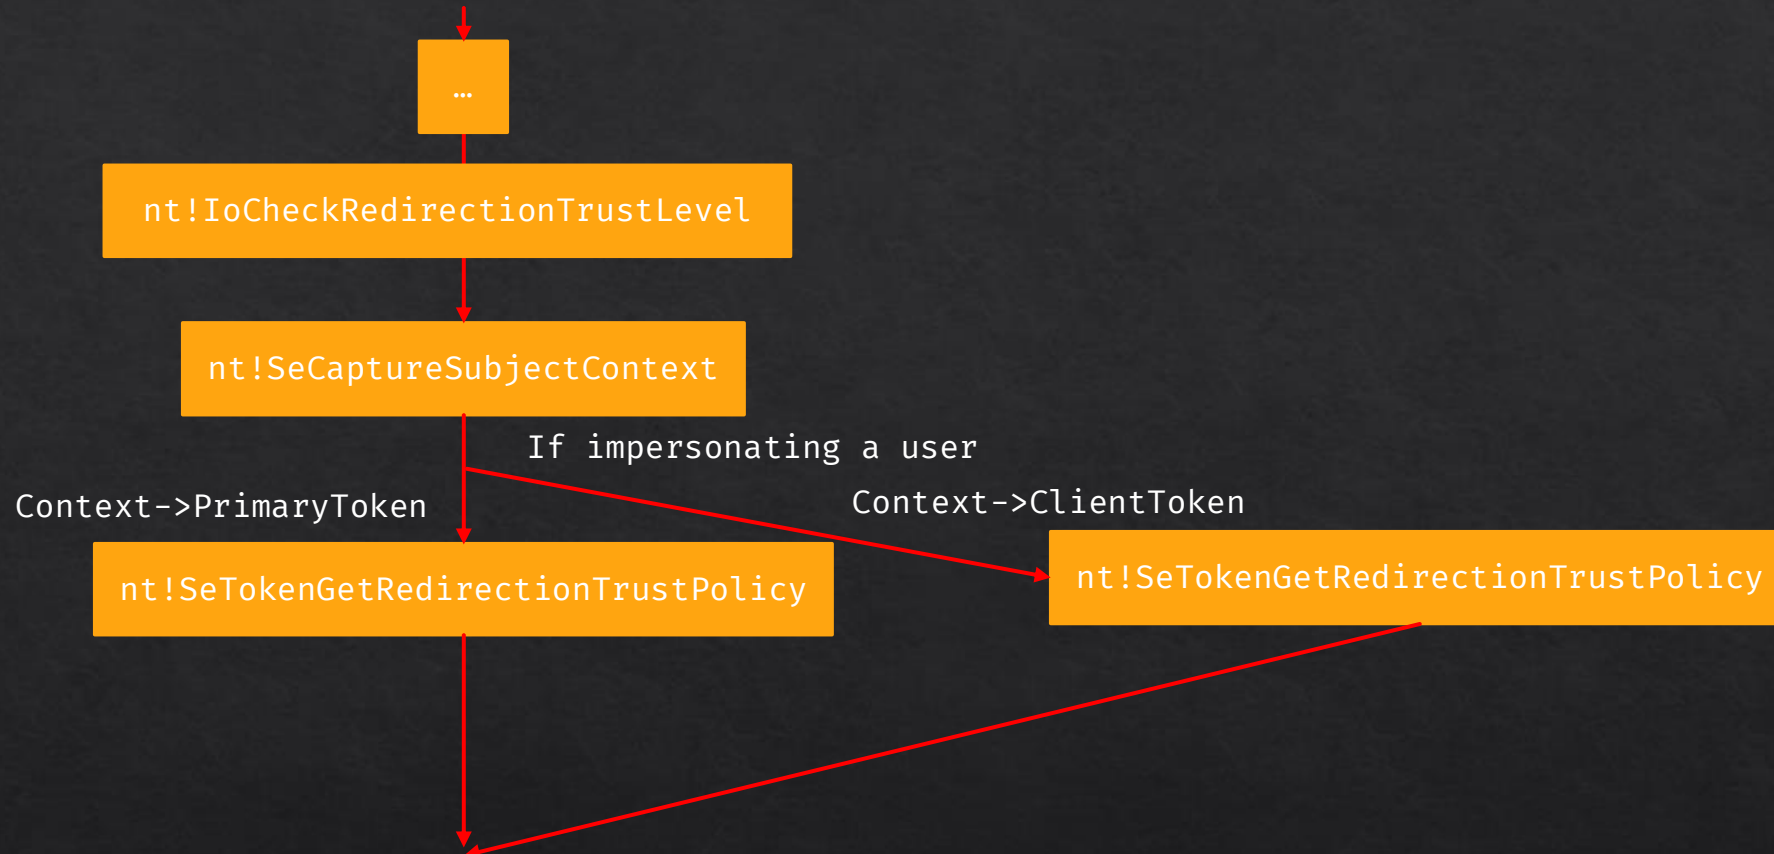 …
nt!IoCheckRedirectionTrustLevel
nt!SeCaptureSubjectContext
If impersonating a user
Context->PrimaryToken
Context->ClientToken
nt!SeTokenGetRedirectionTrustPolicy
nt!SeTokenGetRedirectionTrustPolicy